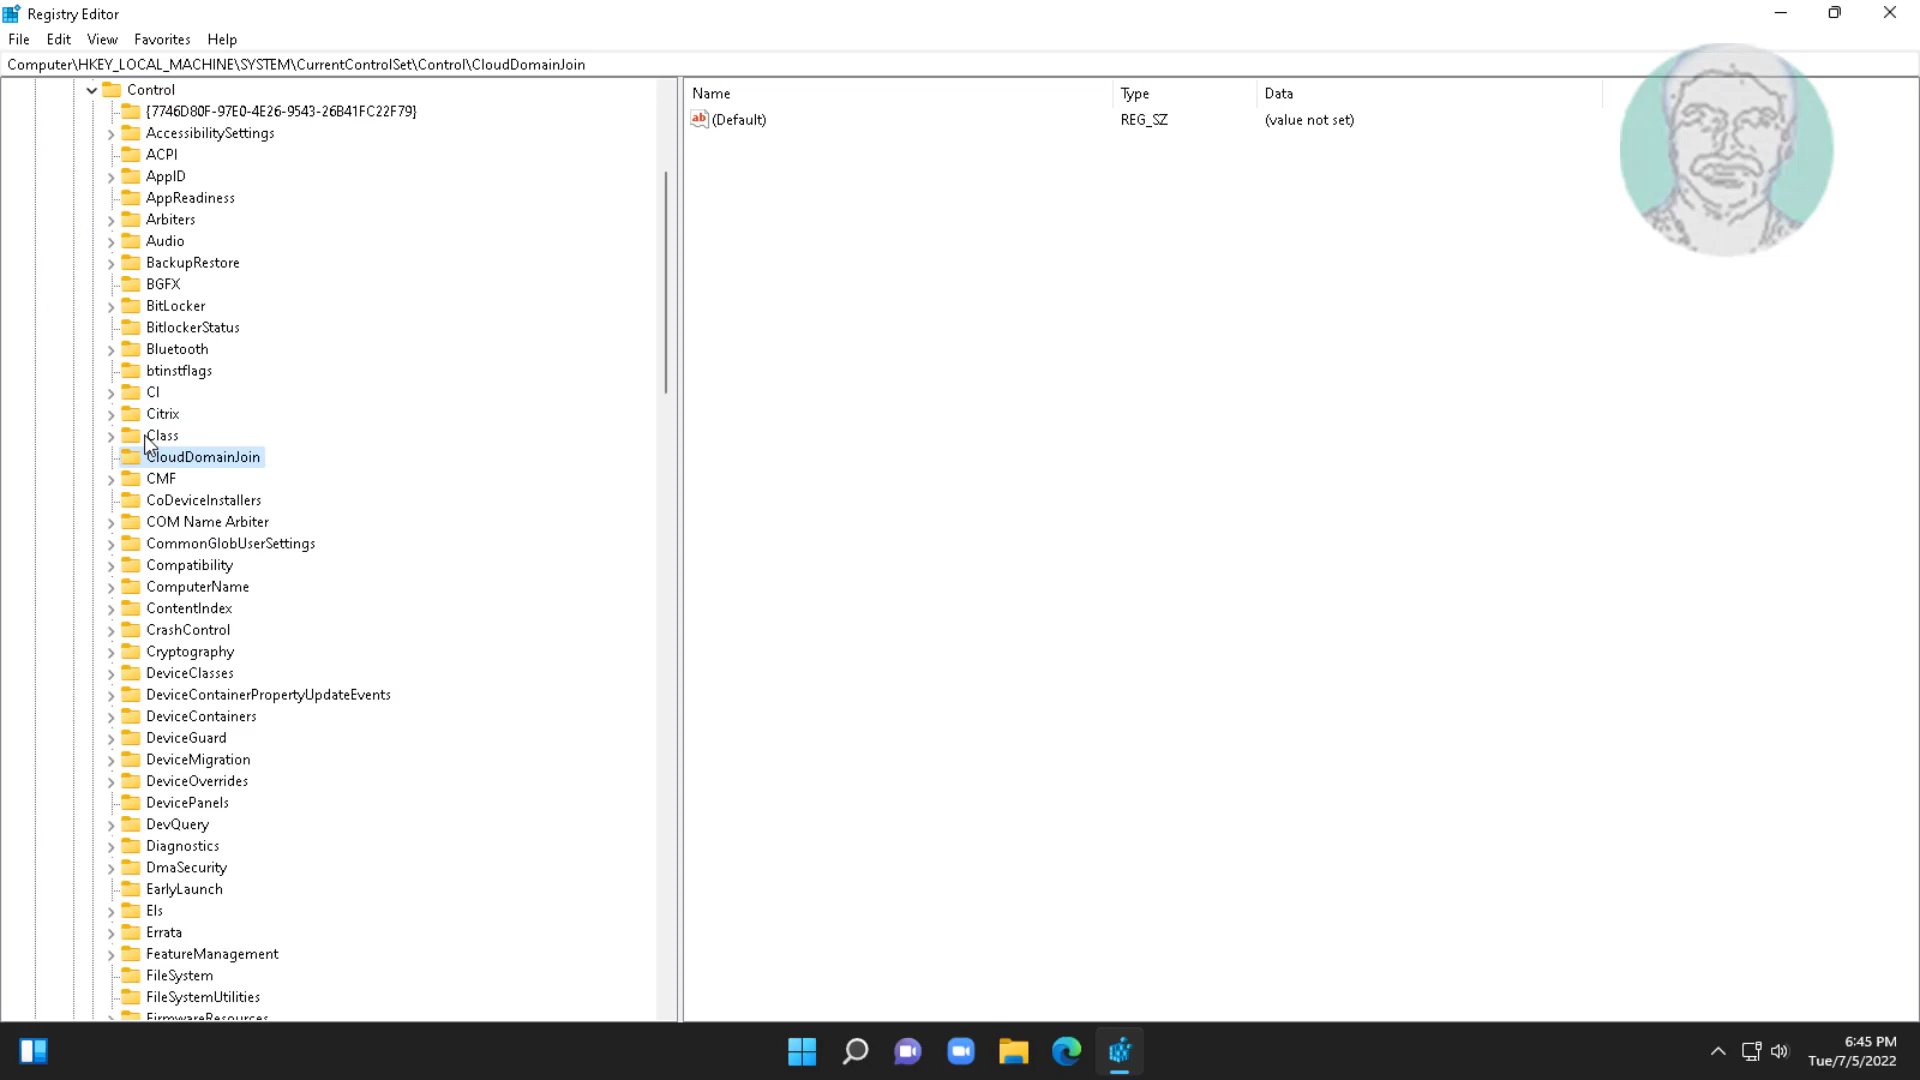 Registry Editor
File Edit View Favorites Help
Computer\HKEY_LOCAL_MACHINE\SYSTEM\CurrentControlSet\Control\CloudDomainJoin
Control
{7746D80F-97E0-4E26-9543-26B41FC22F79}
AccessibilitySettings
ACPI
AppID
AppReadiness
Arbiters
Audio
BackupRestore
BGFX
BitLocker
BitlockerStatus
Bluetooth
btinstflags
CI
Citrix
Class
CloudDomainJoin
CMF
CoDeviceInstallers
COM Name Arbiter
CommonGlobUserSettings
Compatibility
ComputerName
ContentIndex
CrashControl
Cryptography
DeviceClasses
DeviceContainerPropertyUpdateEvents
DeviceContainers
DeviceGuard
DeviceMigration
DeviceOverrides
DevicePanels
DevQuery
Diagnostics
DmaSecurity
EarlyLaunch
Els
Errata
FeatureManagement
FileSystem
FileSystemUtilities
FirmwareResources
Name Type Data
ab (Default) REG_SZ (value not set)
6:45 PM
Tue/7/5/2022